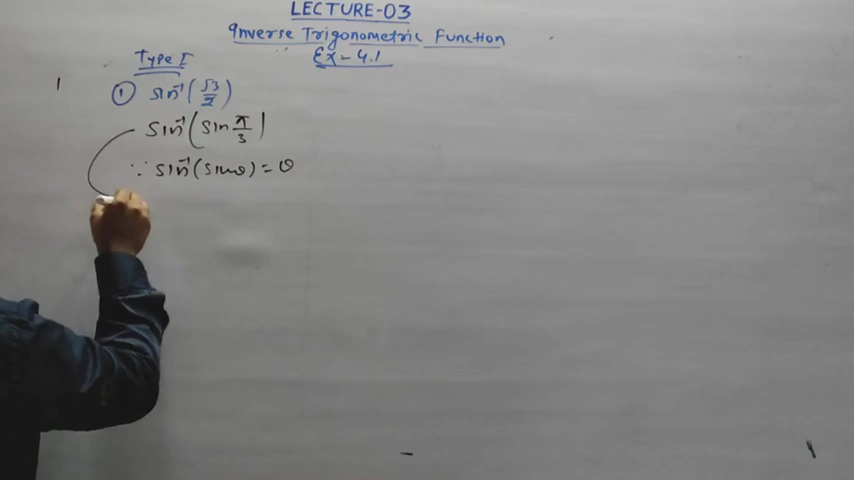 LECTURE-03
Inverse Trigonometric Function
Ex-4.1
Type I
① sin⁻¹(√3/2)
sin⁻¹(sin π/3)
∵ sin⁻¹(sinθ) = θ